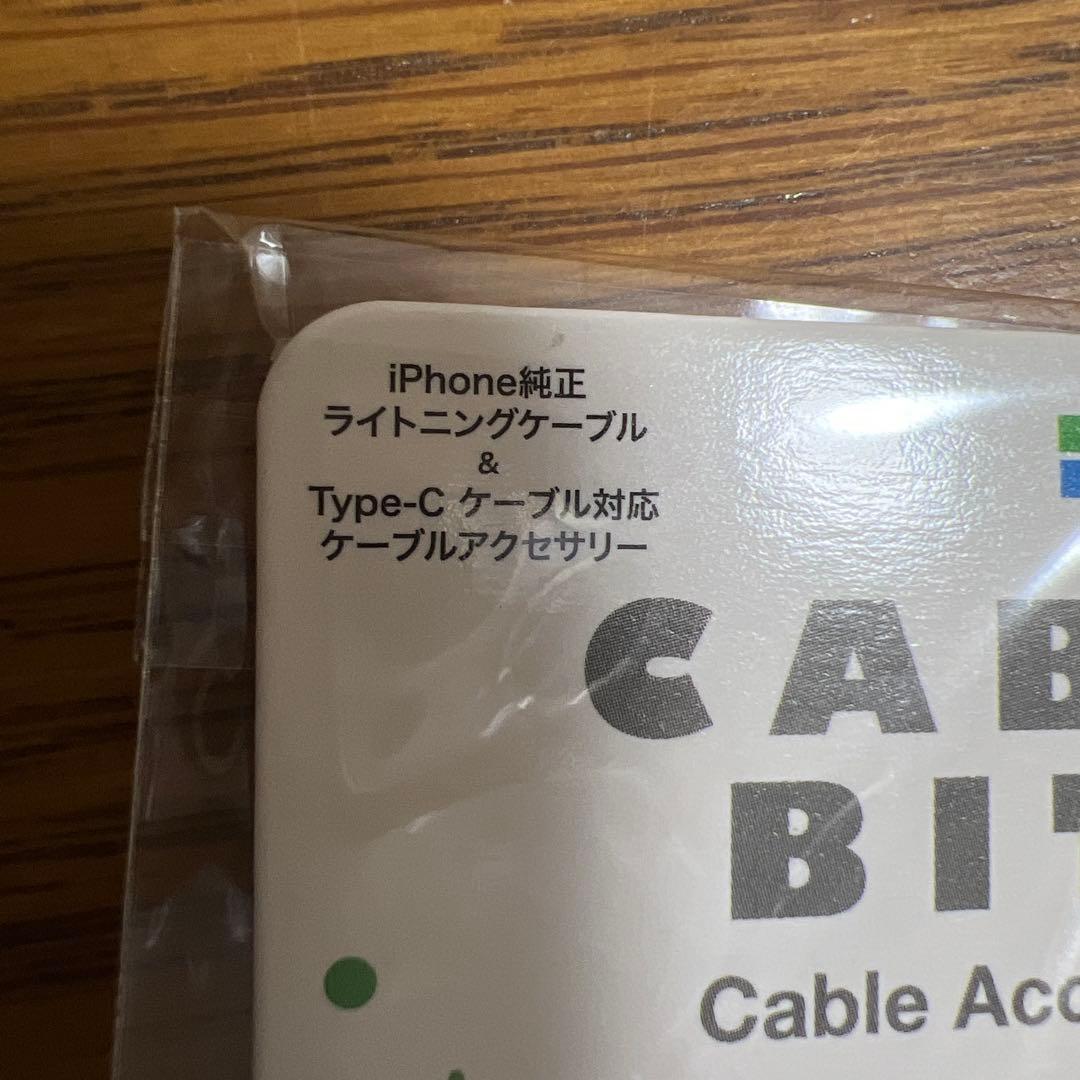 iPhone純正
ライトニングケーブル
&
Type-C ケーブル対応
ケーブルアクセサリー
CAB
BIT
Cable Acc